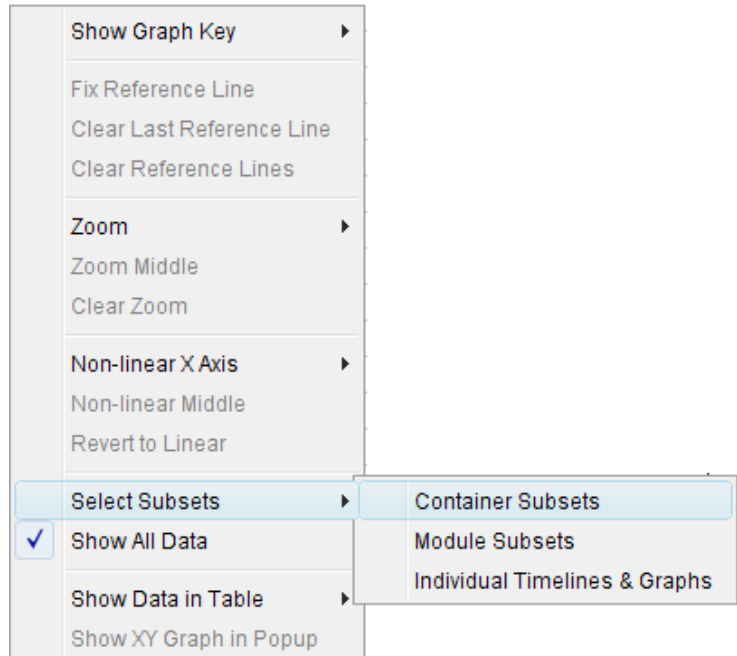 Show Graph Key
Fix Reference Line
Clear Last Reference Line
Clear Reference Lines
Zoom
Zoom Middle
Clear Zoom
Non-linear X Axis
Non-linear Middle
Revert to Linear
Select Subsets
Container Subsets
Show All Data
Module Subsets
Individual Timelines & Graphs
Show Data in Table
Show XY Graph in Popup